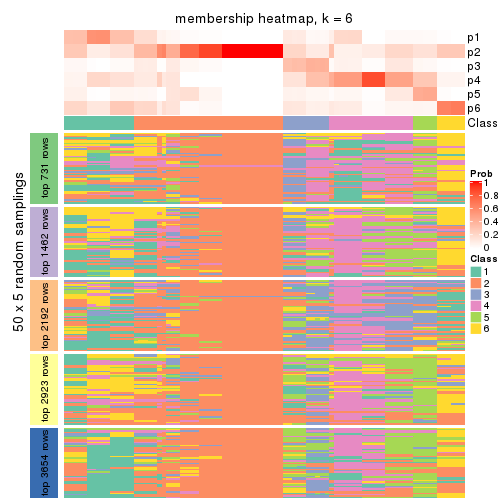 membership heatmap, k = 6
p1
p2
p3
p4
p5
p6
Class
50 x 5 random samplings
top 731 rows
top 1462 rows
top 2192 rows
top 2923 rows
top 3654 rows
Prob
1
0.8
0.6
0.4
0.2
0
Class
1
2
3
4
5
6